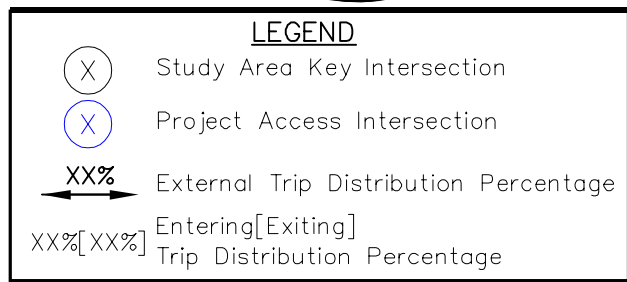 LEGEND
X Study Area Key Intersection
X Project Access Intersection
XX% External Trip Distribution Percentage
XX%[XX%] Entering[Exiting]
Trip Distribution Percentage